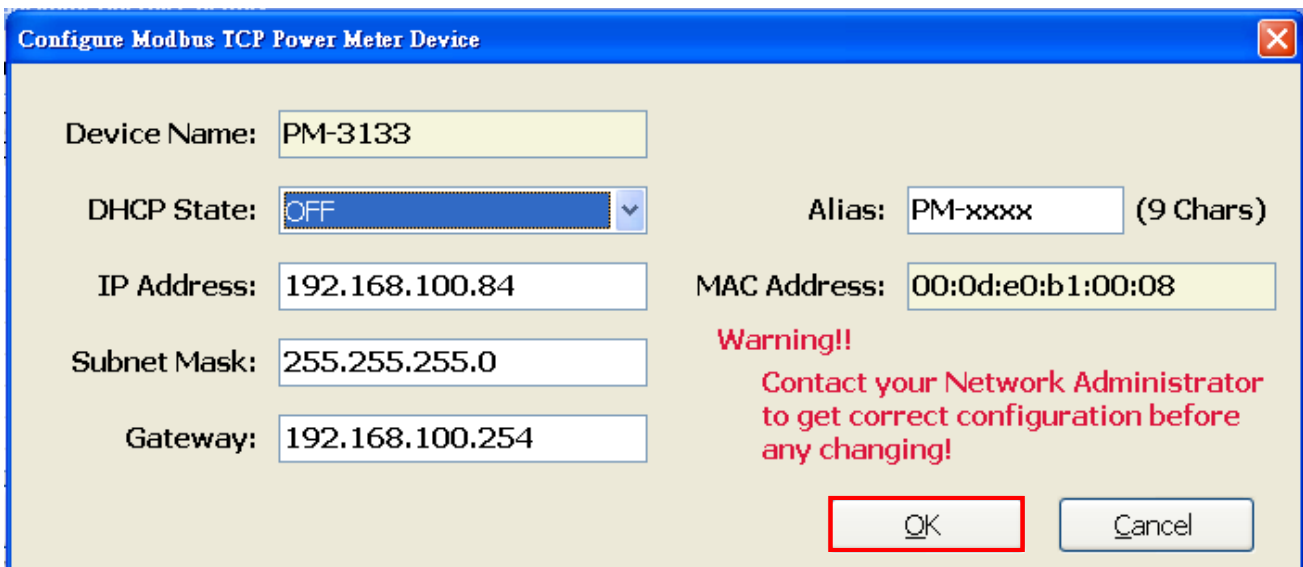 Configure Modbus TCP Power Meter Device
Device Name: PM-3133
DHCP State: OFF
Alias: PM-xxxx (9 Chars)
IP Address: 192.168.100.84
MAC Address: 00:0d:e0:b1:00:08
Subnet Mask: 255.255.255.0
Gateway: 192.168.100.254
Warning!!
Contact your Network Administrator
to get correct configuration before
any changing!
OK
Cancel